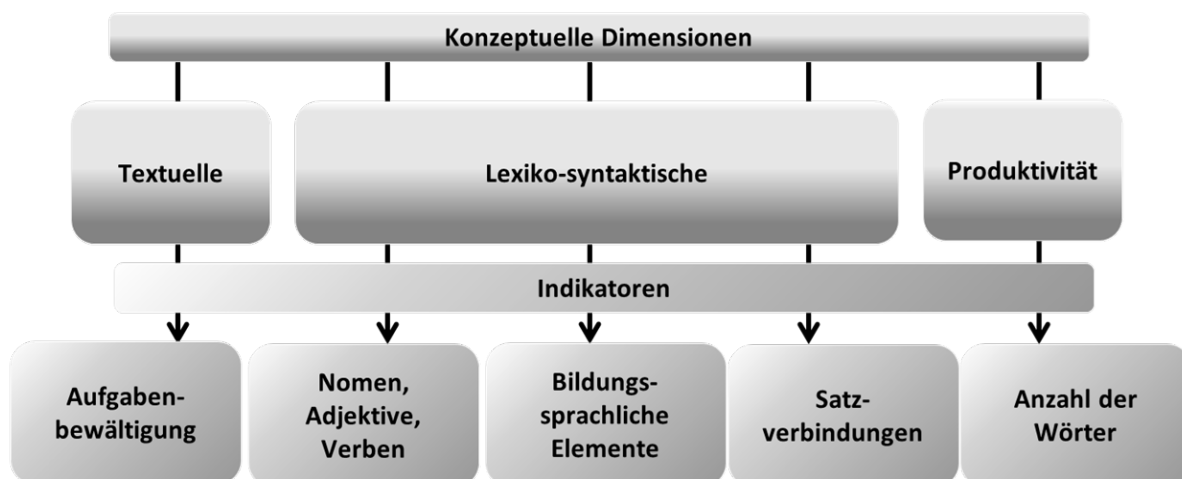 Konzeptuelle Dimensionen
Textuelle
Lexiko-syntaktische
Produktivität
Indikatoren
Aufgaben-
bewältigung
Nomen,
Adjektive,
Verben
Bildungs-
sprachliche
Elemente
Satz-
verbindungen
Anzahl der
Wörter